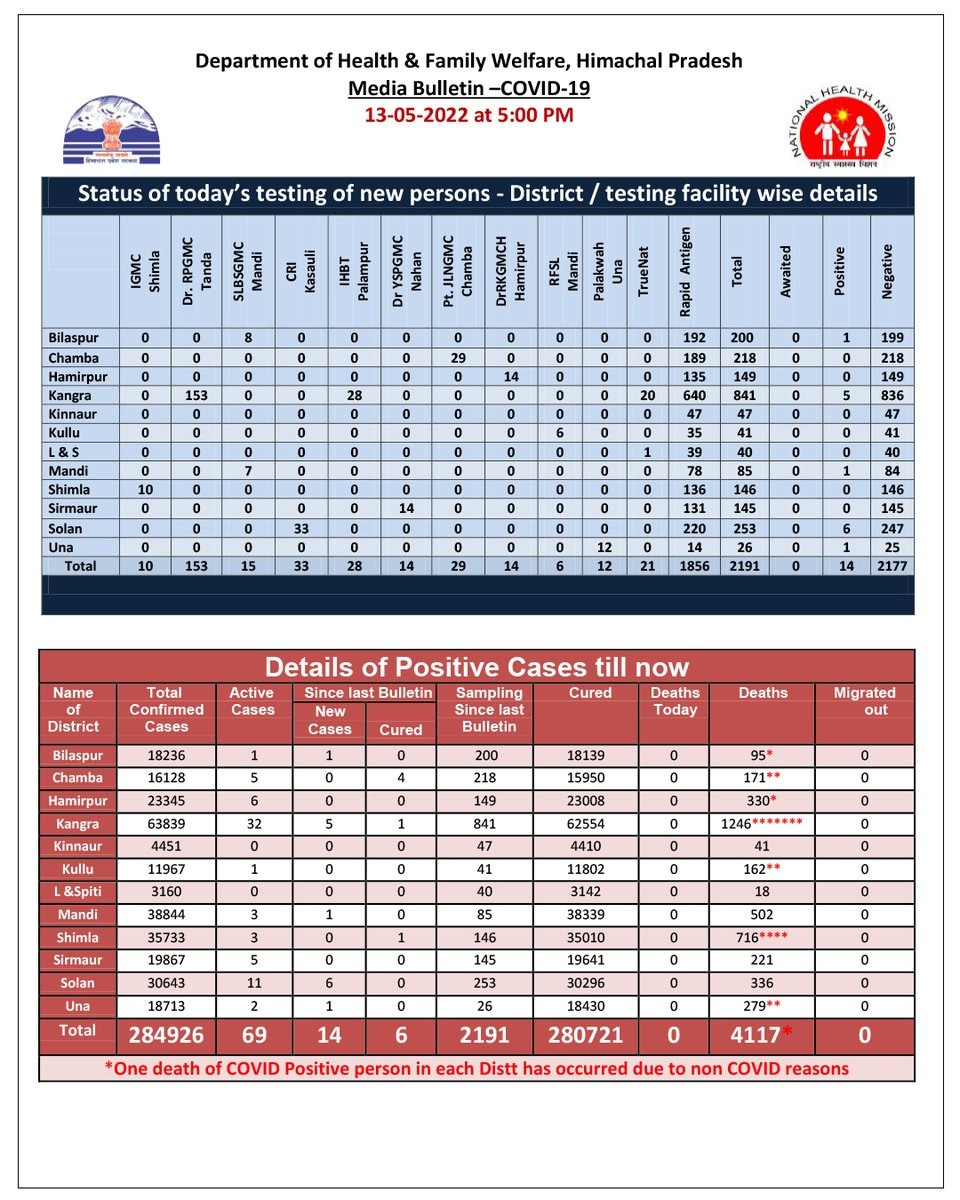 Department of Health & Family Welfare, Himachal Pradesh
Media Bulletin –COVID-19
13-05-2022 at 5:00 PM
NATIONAL HEALTH MISSION
राष्ट्रीय स्वास्थ्य मिशन
Status of today's testing of new persons - District / testing facility wise details
IGMC Shimla Dr. RPGMC Tanda SLBSGMC Mandi CRI Kasauli IHBT Palampur Dr YSPGMC Nahan Pt. JLNGMC Chamba DrRKGMCH Hamirpur RFSL Mandi Palakwah Una TrueNat Rapid Antigen Total Awaited Positive Negative
Bilaspur 0 0 8 0 0 0 0 0 0 0 0 192 200 0 1 199
Chamba 0 0 0 0 0 0 29 0 0 0 0 189 218 0 0 218
Hamirpur 0 0 0 0 0 0 0 14 0 0 0 135 149 0 0 149
Kangra 0 153 0 0 28 0 0 0 0 0 20 640 841 0 5 836
Kinnaur 0 0 0 0 0 0 0 0 0 0 0 47 47 0 0 47
Kullu 0 0 0 0 0 0 0 0 6 0 0 35 41 0 0 41
L & S 0 0 0 0 0 0 0 0 0 0 1 39 40 0 0 40
Mandi 0 0 7 0 0 0 0 0 0 0 0 78 85 0 1 84
Shimla 10 0 0 0 0 0 0 0 0 0 0 136 146 0 0 146
Sirmaur 0 0 0 0 0 14 0 0 0 0 0 131 145 0 0 145
Solan 0 0 0 33 0 0 0 0 0 0 0 220 253 0 6 247
Una 0 0 0 0 0 0 0 0 0 12 0 14 26 0 1 25
Total 10 153 15 33 28 14 29 14 6 12 21 1856 2191 0 14 2177
Details of Positive Cases till now
Name of District Total Confirmed Cases Active Cases Since last Bulletin New Cases Cured Sampling Since last Bulletin Cured Deaths Today Deaths Migrated out
Bilaspur 18236 1 1 0 200 18139 0 95* 0
Chamba 16128 5 0 4 218 15950 0 171** 0
Hamirpur 23345 6 0 0 149 23008 0 330* 0
Kangra 63839 32 5 1 841 62554 0 1246******* 0
Kinnaur 4451 0 0 0 47 4410 0 41 0
Kullu 11967 1 0 0 41 11802 0 162** 0
L &Spiti 3160 0 0 0 40 3142 0 18 0
Mandi 38844 3 1 0 85 38339 0 502 0
Shimla 35733 3 0 1 146 35010 0 716**** 0
Sirmaur 19867 5 0 0 145 19641 0 221 0
Solan 30643 11 6 0 253 30296 0 336 0
Una 18713 2 1 0 26 18430 0 279** 0
Total 284926 69 14 6 2191 280721 0 4117* 0
*One death of COVID Positive person in each Distt has occurred due to non COVID reasons